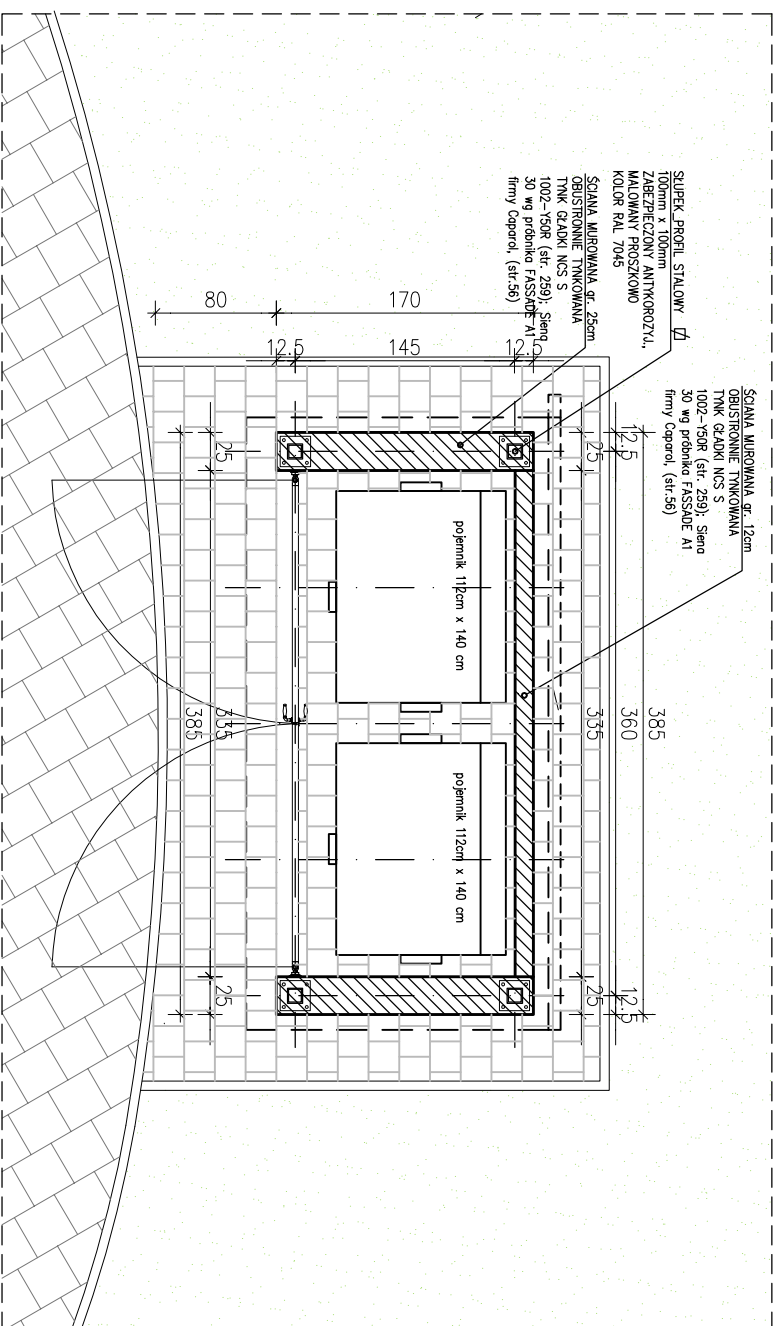 SŁUPEK_PROFIL STALOWY
100mm x 100mm
ZABEZPIECZONY ANTYKOROZYJ.,
MALOWANY PROSZKOWO
KOLOR RAL 7045
ŚCIANA MUROWANA gr. 25cm
OBUSTRONNIE TYNKOWANA
TYNK GŁADKI NCS S
1002-Y50R (str. 259); Siena
30 wg próbnika FASSADE A1
firmy Caparol, (str.56)
ŚCIANA MUROWANA gr. 12cm
OBUSTRONNIE TYNKOWANA
TYNK GŁADKI NCS S
1002-Y50R (str. 259); Siena
30 wg próbnika FASSADE A1
firmy Caparol, (str.56)
80
170
12.5
145
12.5
385
12.5
360
12.5
25
335
25
pojemnik 112cm x 140 cm
pojemnik 112cm x 140 cm
25
335
25
385